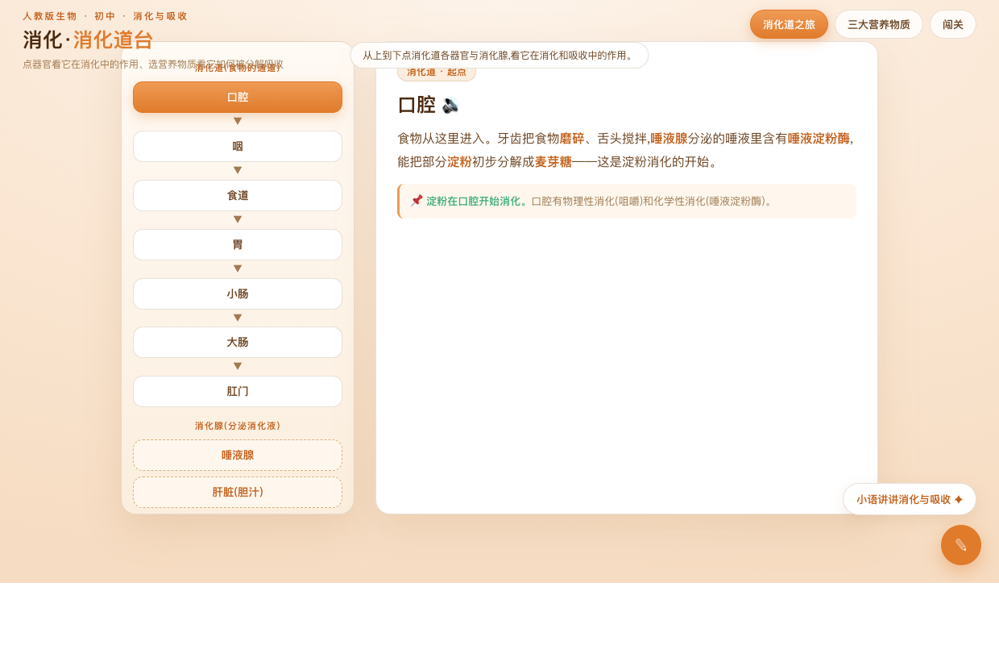 人教版生物 · 初中 · 消化与吸收
消化·消化道台
点器官看它在消化中的作用、选营养物质看它如何被分解吸收
消化道之旅
三大营养物质
闯关
从上到下点消化道各器官与消化腺,看它在消化和吸收中的作用。
消化道(食物的通道)
口腔
▼
咽
▼
食道
▼
胃
▼
小肠
▼
大肠
▼
肛门
消化腺(分泌消化液)
唾液腺
肝脏(胆汁)
消化道 · 起点
口腔 🔊
食物从这里进入。牙齿把食物磨碎、舌头搅拌,唾液腺分泌的唾液里含有唾液淀粉酶,
能把部分淀粉初步分解成麦芽糖——这是淀粉消化的开始。
📌 淀粉在口腔开始消化。口腔有物理性消化(咀嚼)和化学性消化(唾液淀粉酶)。
小语讲讲消化与吸收 ✦
✎